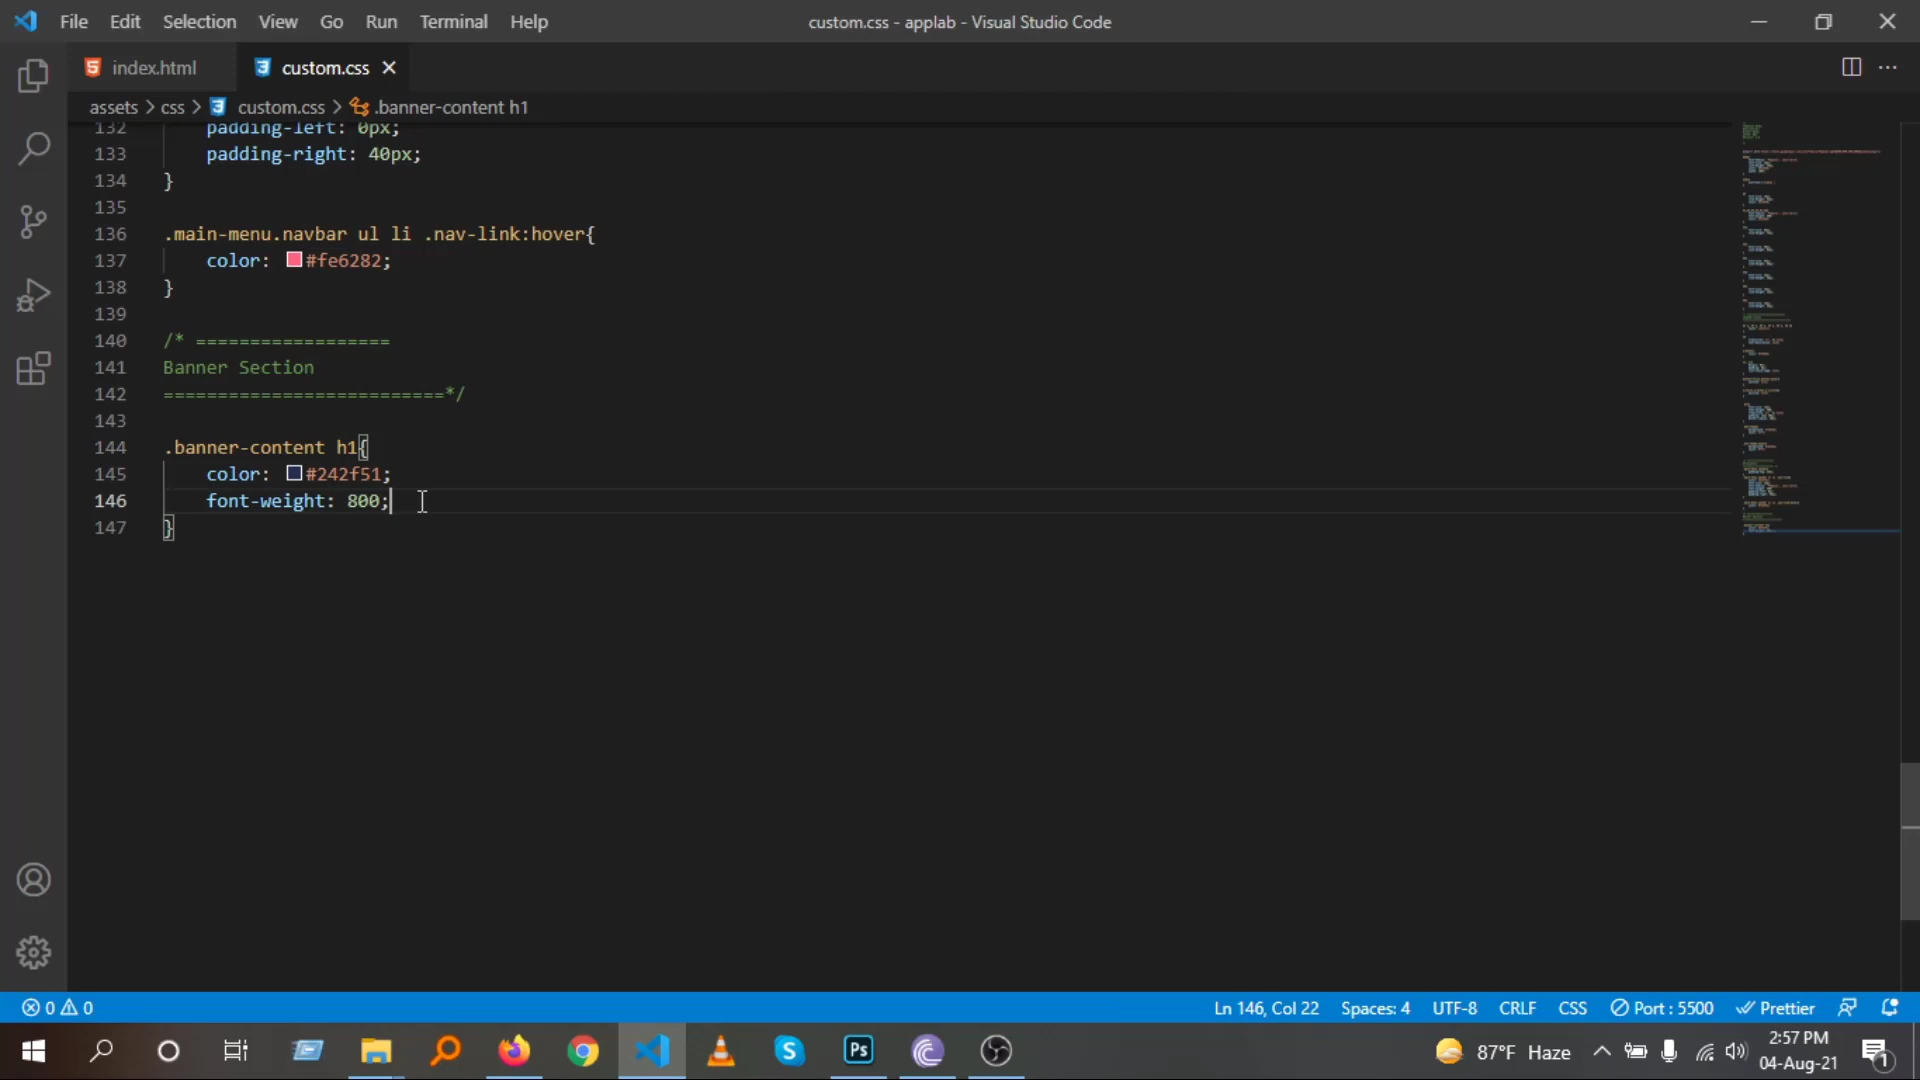 File Edit Selection View Go Run Terminal Help
custom.css - applab - Visual Studio Code
index.html
custom.css
assets > css > custom.css > .banner-content h1
132 padding-left: 0px;
133 padding-right: 40px;
134 }
135
136 .main-menu.navbar ul li .nav-link:hover{
137 color: #fe6282;
138 }
139
140 /* ==================
141 Banner Section
142 ==========================*/
143
144 .banner-content h1{
145 color: #242f51;
146 font-weight: 800;
147 }
0 0
Ln 146, Col 22 Spaces: 4 UTF-8 CRLF CSS Port : 5500 Prettier
Ps
87°F Haze
2:57 PM
04-Aug-21
1